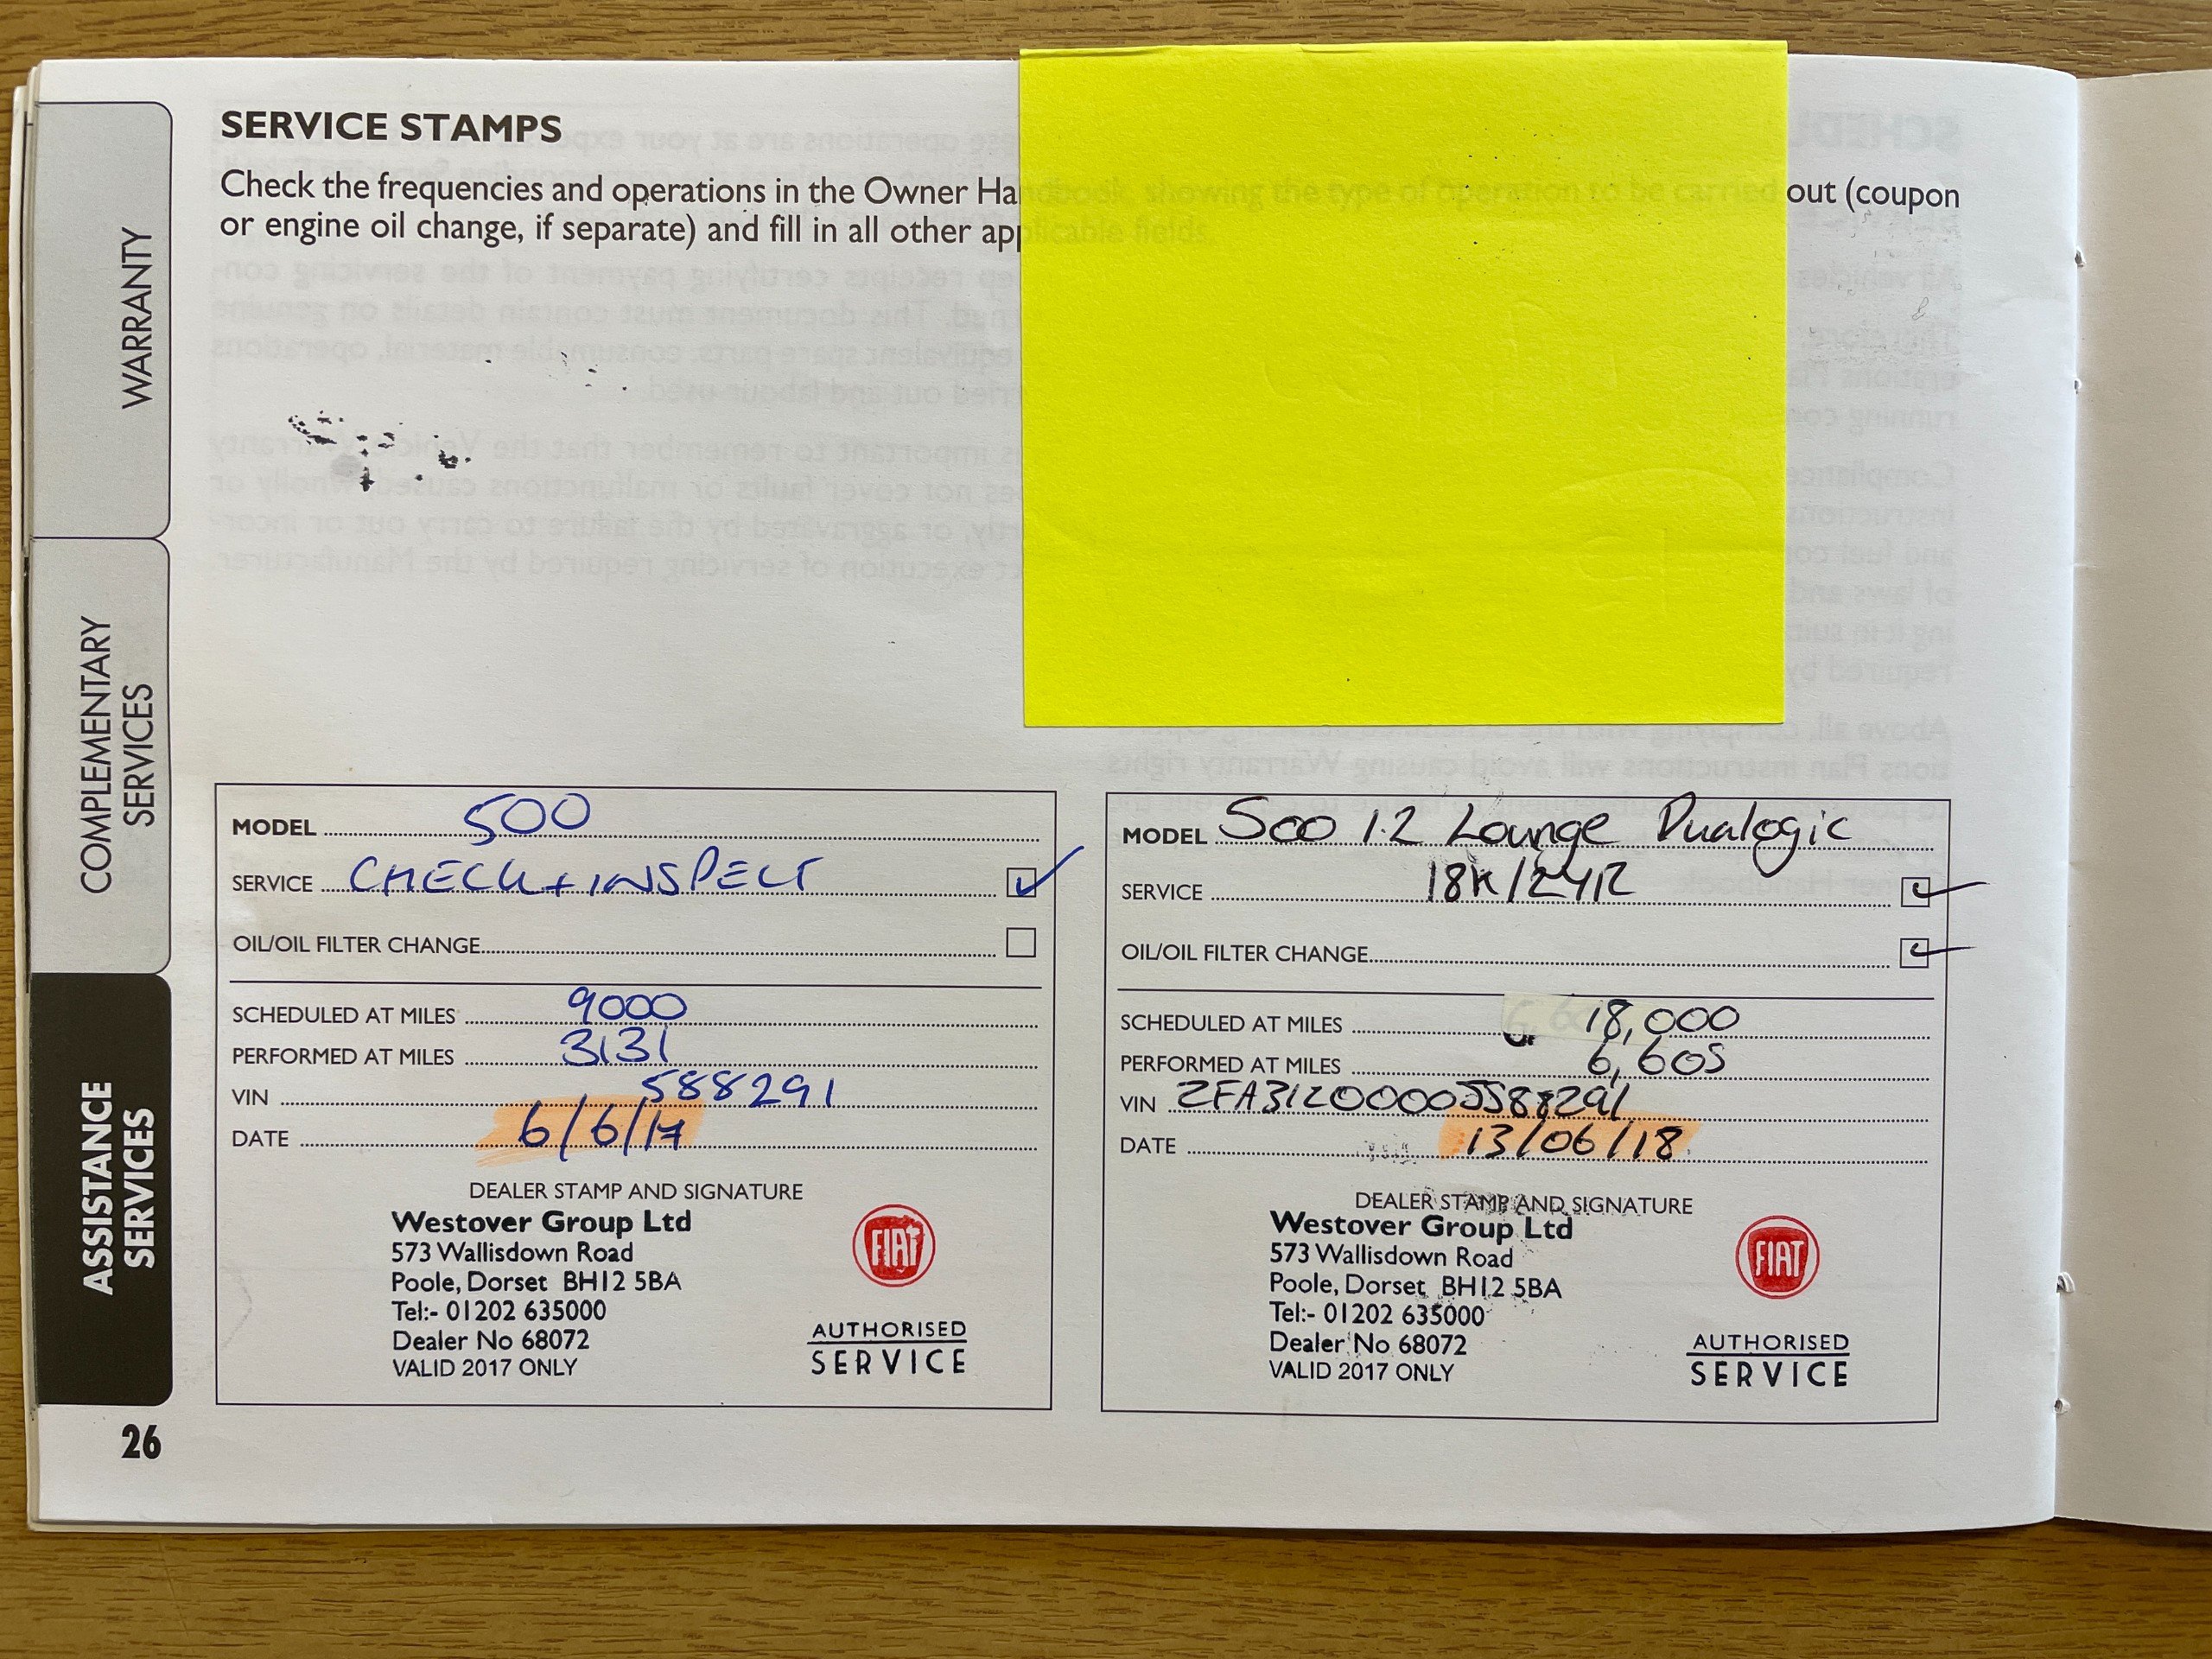 SERVICE STAMPS
Check the frequencies and operations in the Owner Handbook, showing the type of operation to be carried out (coupon
or engine oil change, if separate) and fill in all other applicable fields.
WARRANTY
COMPLEMENTARY
SERVICES
ASSISTANCE
SERVICES
26
MODEL 500
SERVICE CHECK + INSPECT
OIL/OIL FILTER CHANGE
SCHEDULED AT MILES 9000
PERFORMED AT MILES 3131
VIN 588291
DATE 6/6/17
DEALER STAMP AND SIGNATURE
Westover Group Ltd
573 Wallisdown Road
Poole, Dorset BH12 5BA
Tel:- 01202 635000
Dealer No 68072
VALID 2017 ONLY
FIAT
AUTHORISED
SERVICE
MODEL 500 1.2 Lounge Dualogic
SERVICE 18K/2YR
OIL/OIL FILTER CHANGE
SCHEDULED AT MILES 18,000
PERFORMED AT MILES 6,605
VIN
DATE 13/06/18
DEALER STAMP AND SIGNATURE
Westover Group Ltd
573 Wallisdown Road
Poole, Dorset BH12 5BA
Tel:- 01202 635000
Dealer No 68072
VALID 2017 ONLY
FIAT
AUTHORISED
SERVICE